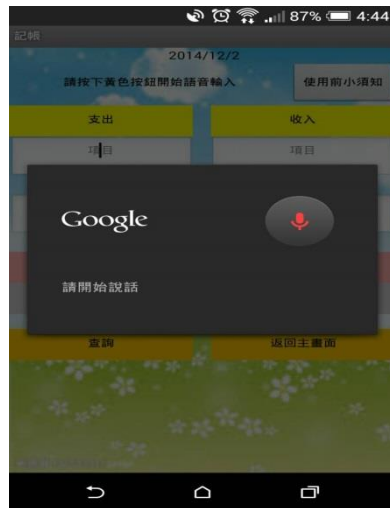 87% 4:44
記帳
2014/12/2
請按下黃色按鈕開始語音輸入 使用前小須知
支出 收入
項目 項目
Google
請開始說話
查詢 返回主畫面